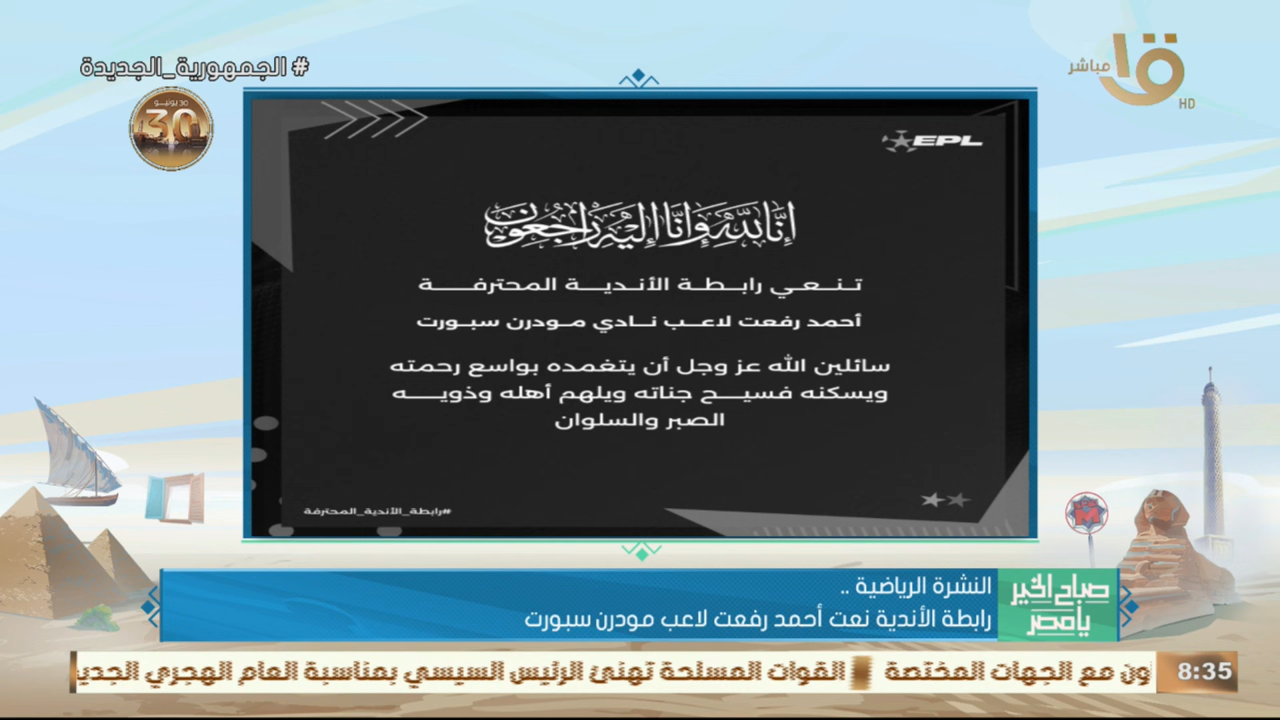 # الجمهورية_الجديدة
مباشر
HD
30 يونيو
30
EPL
إنا لله وإنا إليه راجعون
تنعي رابطة الأندية المحترفة
أحمد رفعت لاعب نادي مودرن سبورت
سائلين الله عز وجل أن يتغمده بواسع رحمته
ويسكنه فسيح جناته ويلهم أهله وذويه
الصبر والسلوان
#رابطة_الأندية_المحترفة
M
صباح الخير
يا مصر
النشرة الرياضية ..
رابطة الأندية نعت أحمد رفعت لاعب مودرن سبورت
8:35
ون مع الجهات المختصة القوات المسلحة تهنئ الرئيس السيسي بمناسبة العام الهجري الجدي